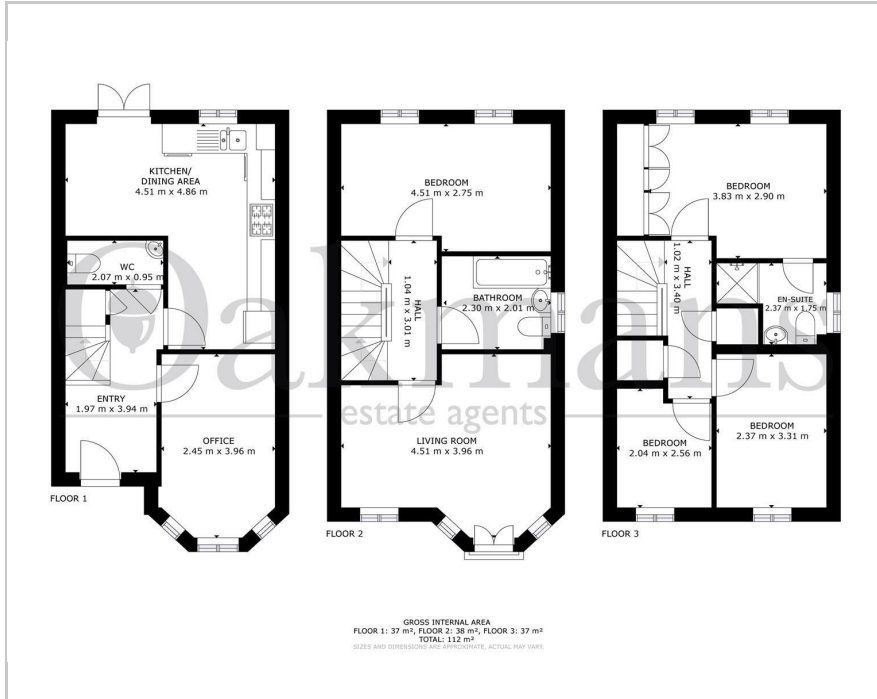 KITCHEN/
DINING AREA
4.51 m x 4.86 m
WC
2.07 m x 0.95 m
ENTRY
1.97 m x 3.94 m
OFFICE
2.45 m x 3.96 m
FLOOR 1
BEDROOM
4.51 m x 2.75 m
HALL
1.04 m x 3.01 m
BATHROOM
2.30 m x 2.01 m
LIVING ROOM
4.51 m x 3.96 m
FLOOR 2
BEDROOM
3.83 m x 2.90 m
HALL
1.02 m x 3.40 m
EN-SUITE
2.37 m x 1.75 m
BEDROOM
2.04 m x 2.56 m
BEDROOM
2.37 m x 3.31 m
FLOOR 3
Oakmans
estate agents
GROSS INTERNAL AREA
FLOOR 1: 37 m², FLOOR 2: 38 m², FLOOR 3: 37 m²
TOTAL: 112 m²
SIZES AND DIMENSIONS ARE APPROXIMATE, ACTUAL MAY VARY.